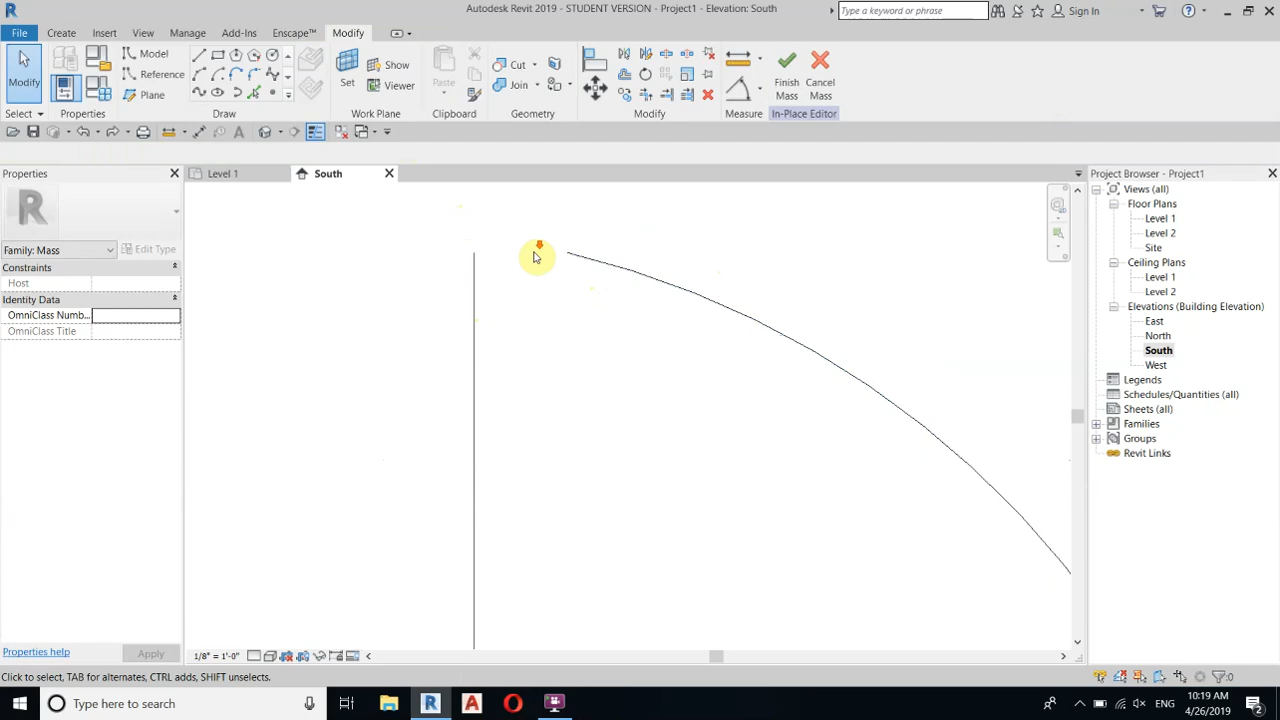 Autodesk Revit 2019 - STUDENT VERSION - Project1 - Elevation: South
Type a keyword or phrase
Sign In
File Create Insert View Manage Add-Ins Enscape™ Modify
Modify
Model
Reference
Plane
Set
Show
Viewer
Paste
Cut
Join
Finish Mass
Cancel Mass
Select
Properties
Draw
Work Plane
Clipboard
Geometry
Modify
Measure
In-Place Editor
Properties
Family: Mass
Edit Type
Constraints
Host
Identity Data
OmniClass Numb...
OmniClass Title
Properties help
Apply
Level 1
South
1/8" = 1'-0"
Project Browser - Project1
Views (all)
Floor Plans
Level 1
Level 2
Site
Ceiling Plans
Level 1
Level 2
Elevations (Building Elevation)
East
North
South
West
Legends
Schedules/Quantities (all)
Sheets (all)
Families
Groups
Revit Links
Click to select, TAB for alternates, CTRL adds, SHIFT unselects.
:0
Type here to search
ENG
10:19 AM
4/26/2019
2